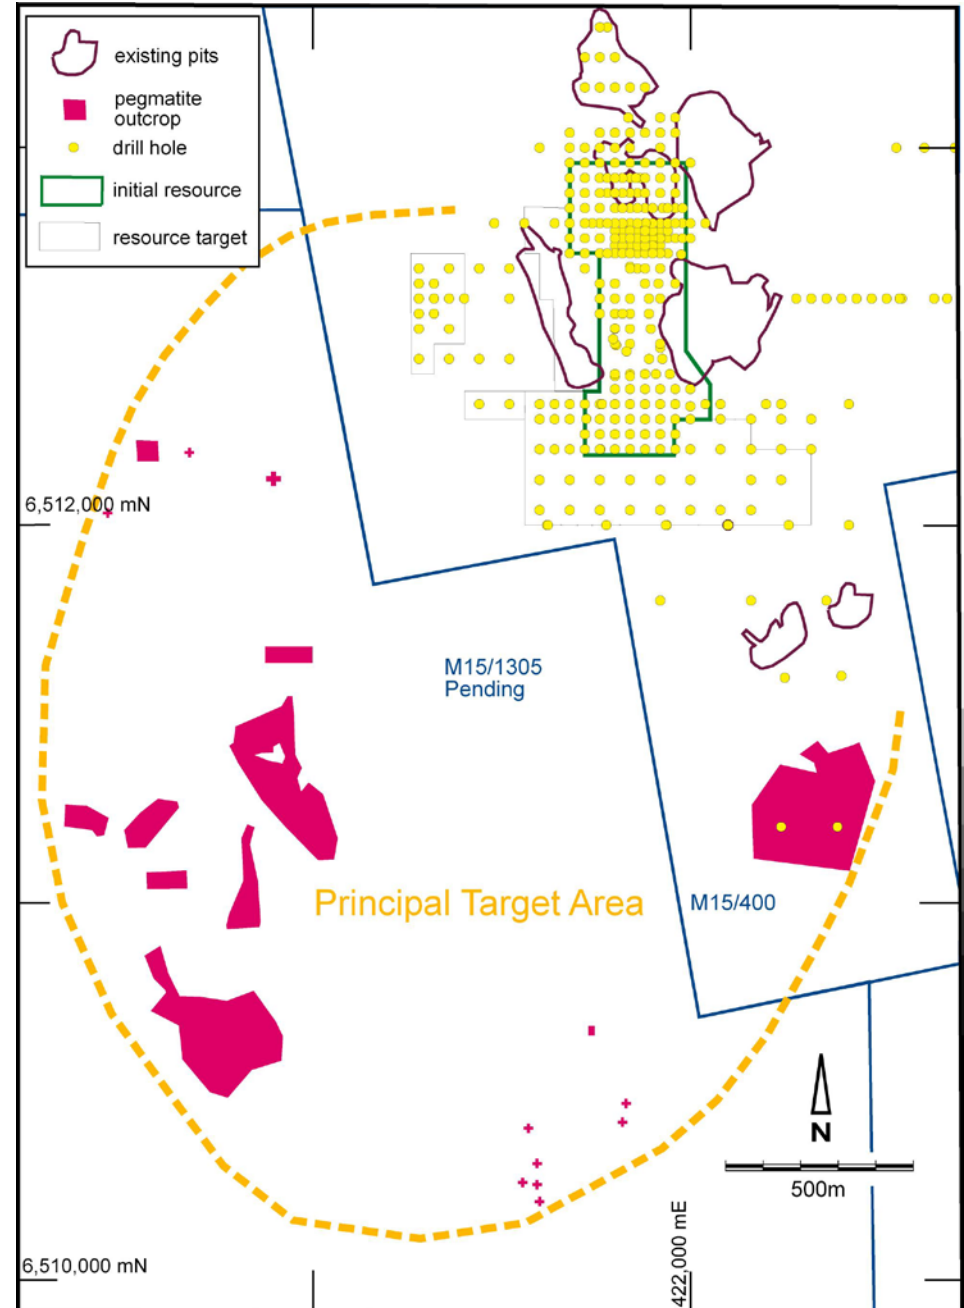 existing pits
pegmatite
outcrop
drill hole
initial resource
resource target
6,512,000 mN
M15/1305
Pending
Principal Target Area
M15/400
N
500m
422,000 mE
6,510,000 mN